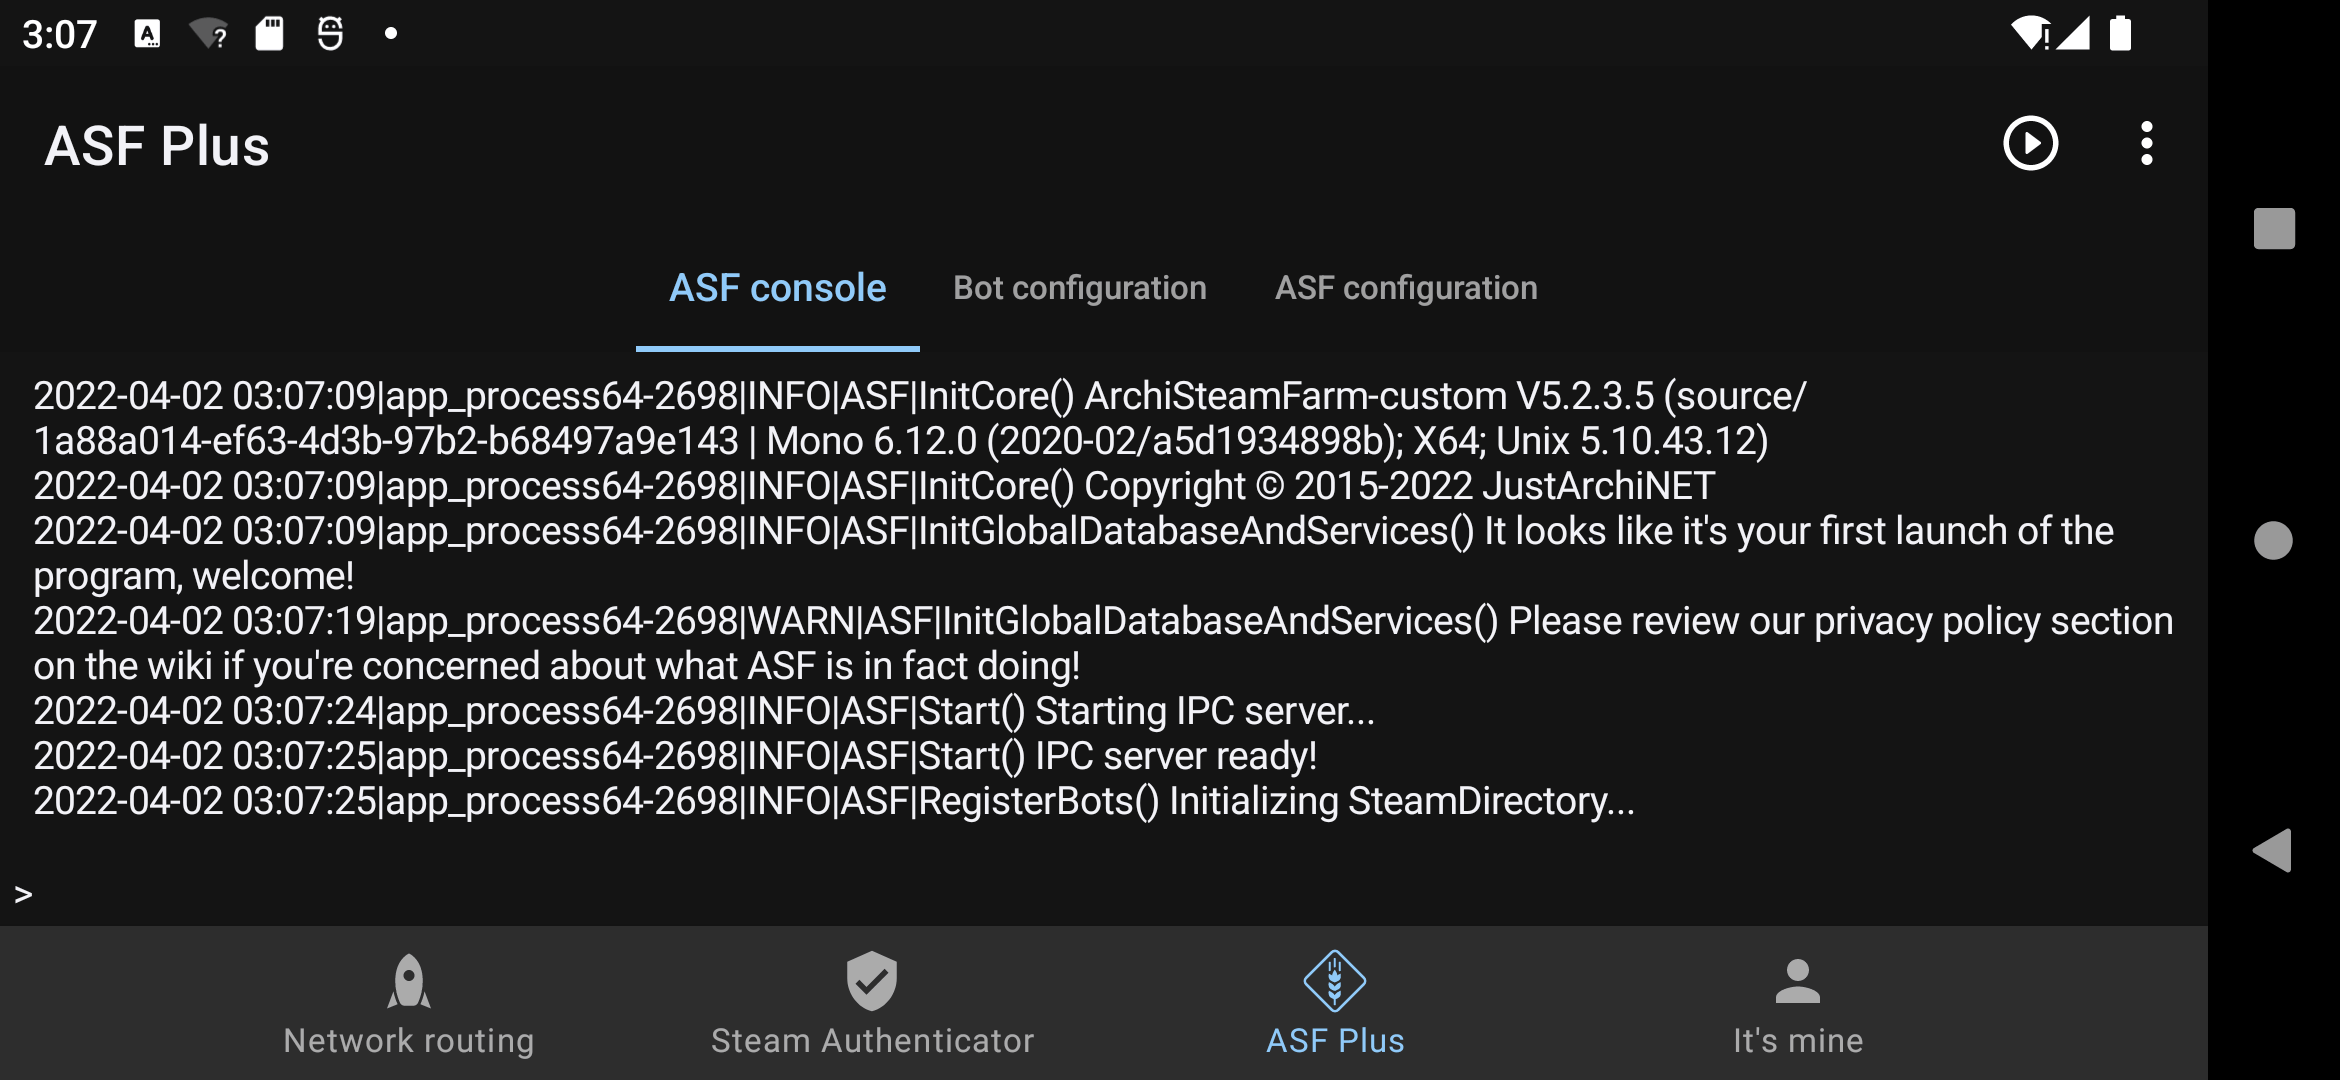 3:07
ASF Plus
ASF console
Bot configuration
ASF configuration
2022-04-02 03:07:09|app_process64-2698|INFO|ASF|InitCore() ArchiSteamFarm-custom V5.2.3.5 (source/
1a88a014-ef63-4d3b-97b2-b68497a9e143 | Mono 6.12.0 (2020-02/a5d1934898b); X64; Unix 5.10.43.12)
2022-04-02 03:07:09|app_process64-2698|INFO|ASF|InitCore() Copyright © 2015-2022 JustArchiNET
2022-04-02 03:07:09|app_process64-2698|INFO|ASF|InitGlobalDatabaseAndServices() It looks like it's your first launch of the
program, welcome!
2022-04-02 03:07:19|app_process64-2698|WARN|ASF|InitGlobalDatabaseAndServices() Please review our privacy policy section
on the wiki if you're concerned about what ASF is in fact doing!
2022-04-02 03:07:24|app_process64-2698|INFO|ASF|Start() Starting IPC server...
2022-04-02 03:07:25|app_process64-2698|INFO|ASF|Start() IPC server ready!
2022-04-02 03:07:25|app_process64-2698|INFO|ASF|RegisterBots() Initializing SteamDirectory...
>
Network routing
Steam Authenticator
ASF Plus
It's mine